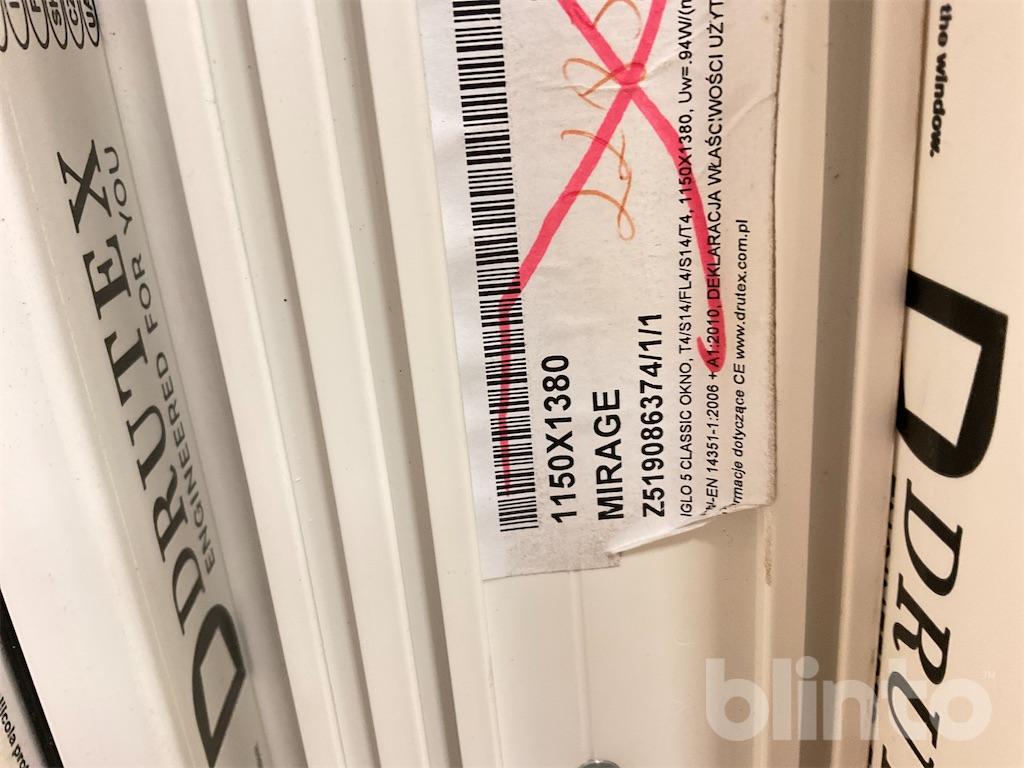 DRUTEX
ENGINEERED FOR YOU
1150X1380
MIRAGE
Z519086374/1/1
IGLO 5 CLASSIC OKNO, T4/S14/FL4/S14/T4, 1150X1380, Uw=.94W/(m
N-EN 14351-1:2006 + A1:2010, DEKLARACJA WŁAŚCIWOŚCI UŻYT
ormacje dotyczące CE www.drutex.com.pl
the window.
DRU
blinto